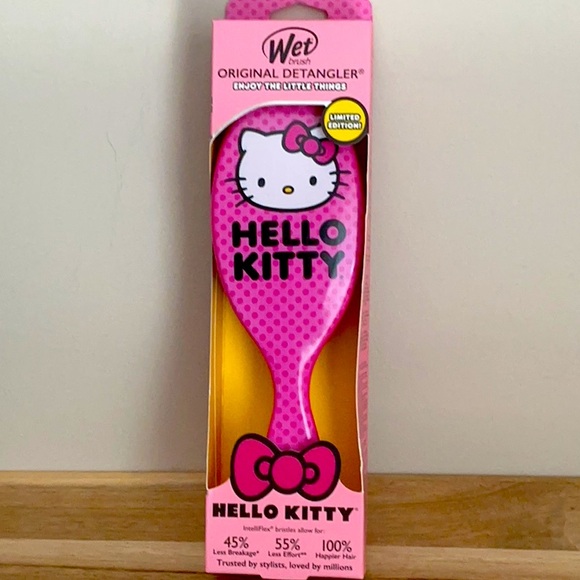 Wet
brush
ORIGINAL DETANGLER®
ENJOY THE LITTLE THINGS
LIMITED
EDITION!
HELLO
KITTY
HELLO KITTY
IntelliFlex® bristles allow for:
45% 55% 100%
Less Breakage* Less Effort** Happier Hair
Trusted by stylists, loved by millions